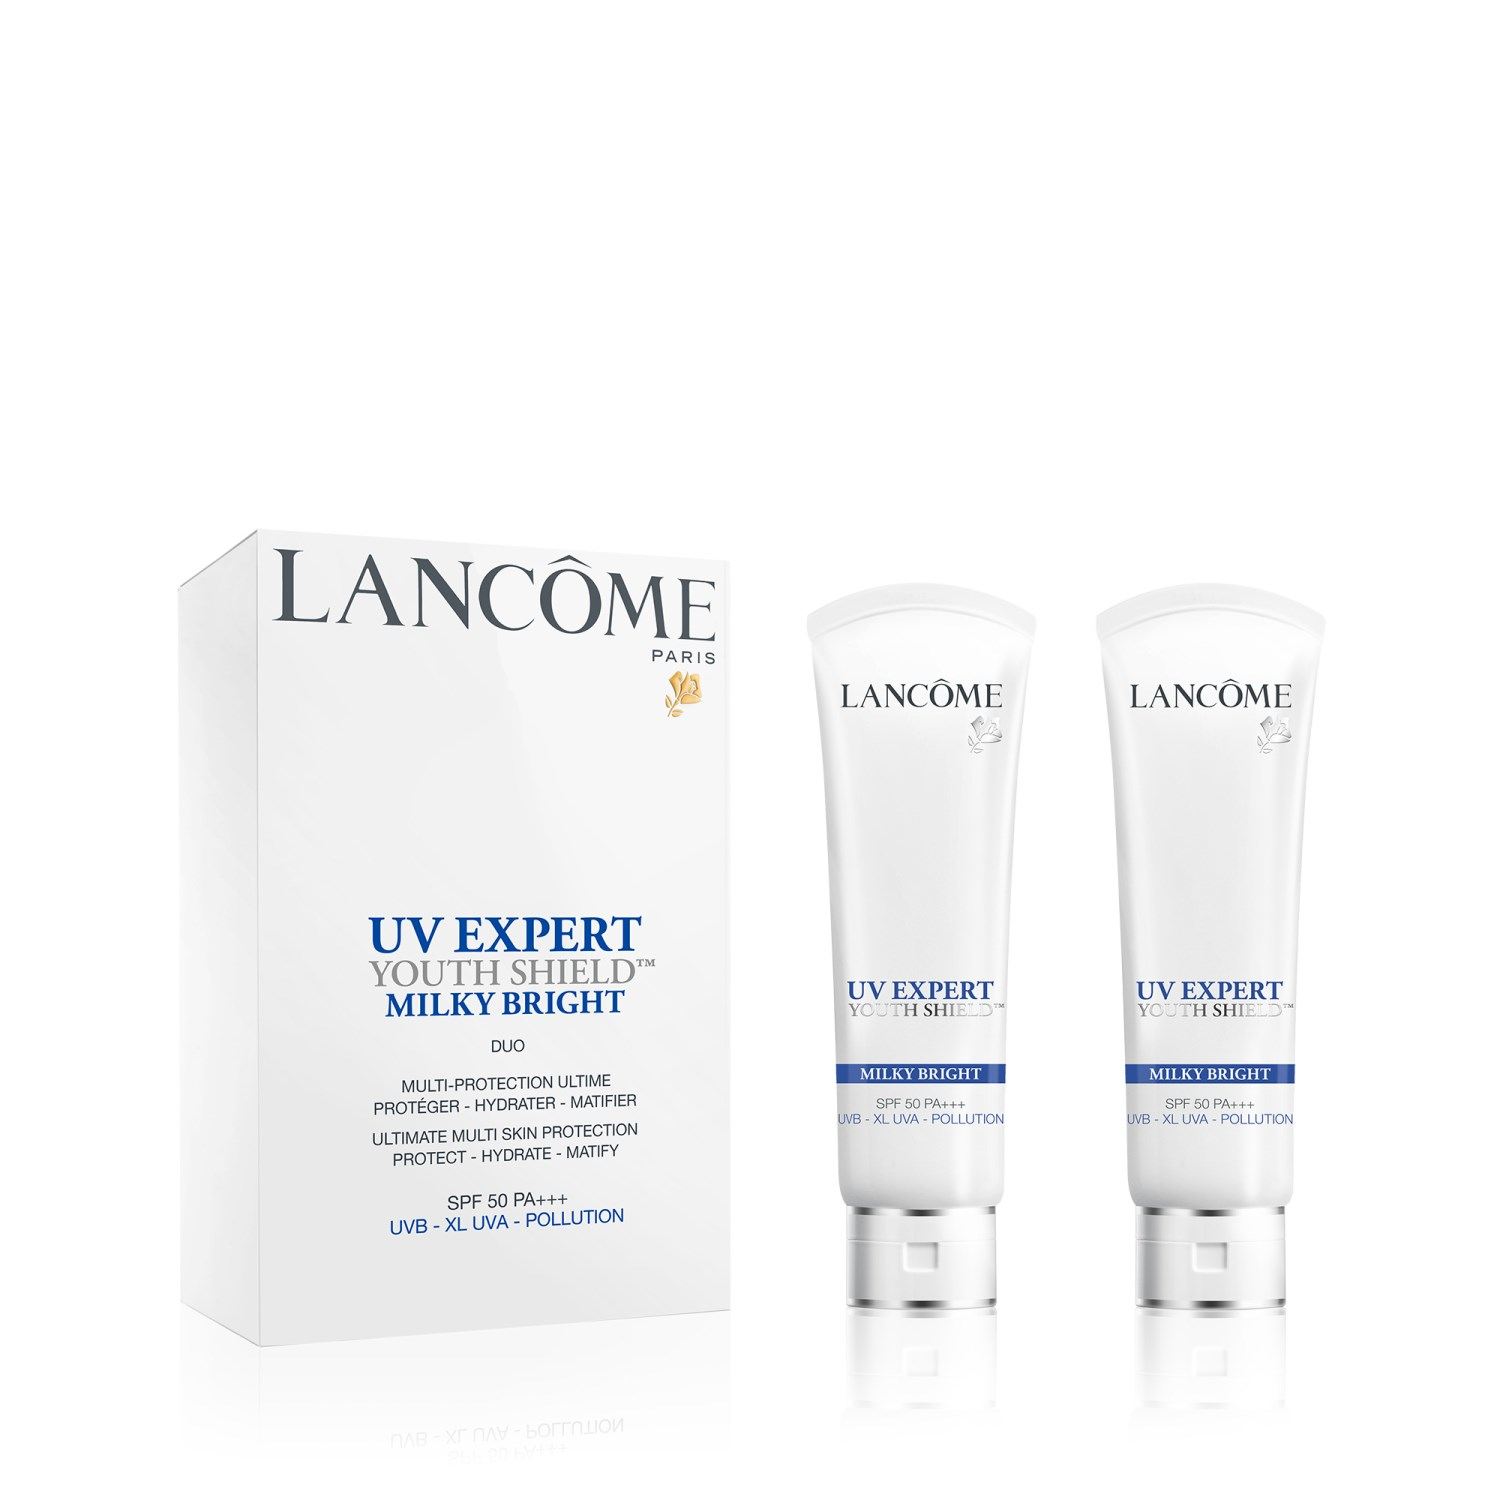 LANCÔME
PARIS
UV EXPERT
YOUTH SHIELD™
MILKY BRIGHT
DUO
MULTI-PROTECTION ULTIME
PROTÉGER - HYDRATER - MATIFIER
ULTIMATE MULTI SKIN PROTECTION
PROTECT - HYDRATE - MATIFY
SPF 50 PA+++
UVB - XL UVA - POLLUTION
LANCÔME
UV EXPERT
YOUTH SHIELD™
MILKY BRIGHT
SPF 50 PA+++
UVB - XL UVA - POLLUTION
LANCÔME
UV EXPERT
YOUTH SHIELD™
MILKY BRIGHT
SPF 50 PA+++
UVB - XL UVA - POLLUTION